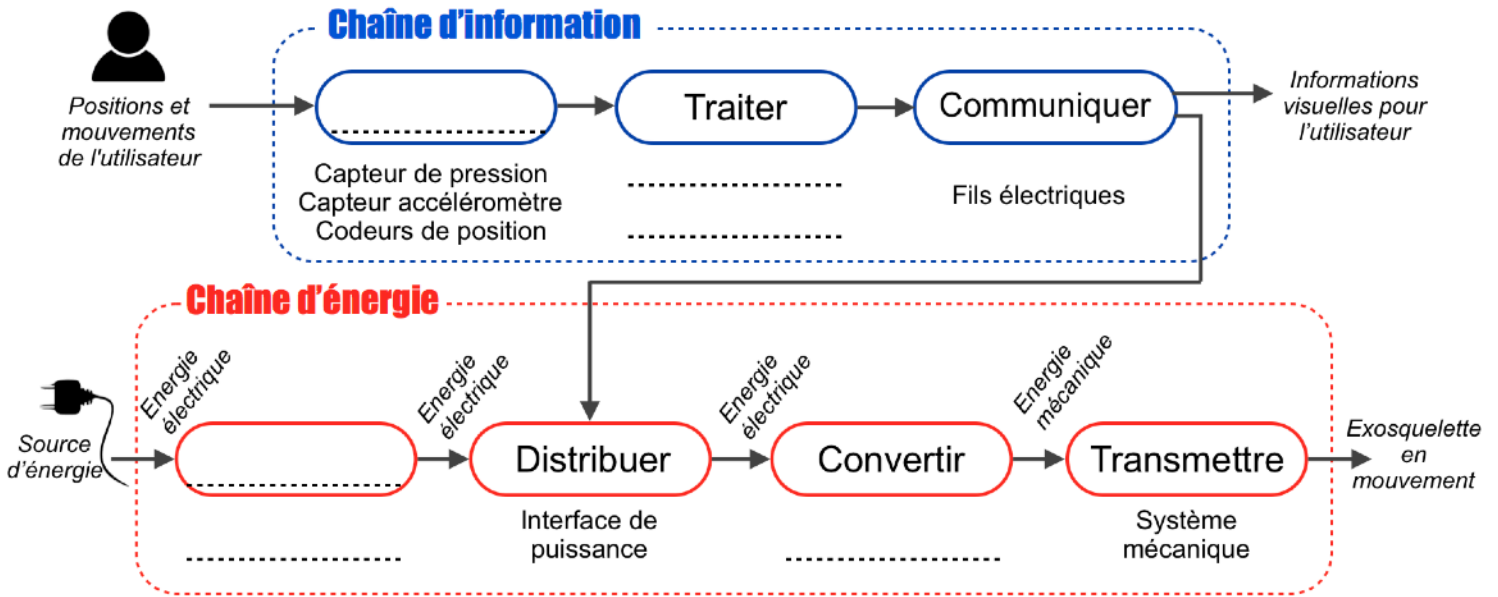 Chaîne d’information
Positions et
mouvements
de l'utilisateur
Traiter
Communiquer
Informations
visuelles pour
l’utilisateur
Capteur de pression
Capteur accéléromètre
Codeurs de position
Fils électriques
Chaîne d’énergie
Energie
électrique
Energie
électrique
Energie
électrique
Energie
mécanique
Source
d’énergie
Distribuer
Convertir
Transmettre
Exosquelette
en
mouvement
Interface de
puissance
Système
mécanique